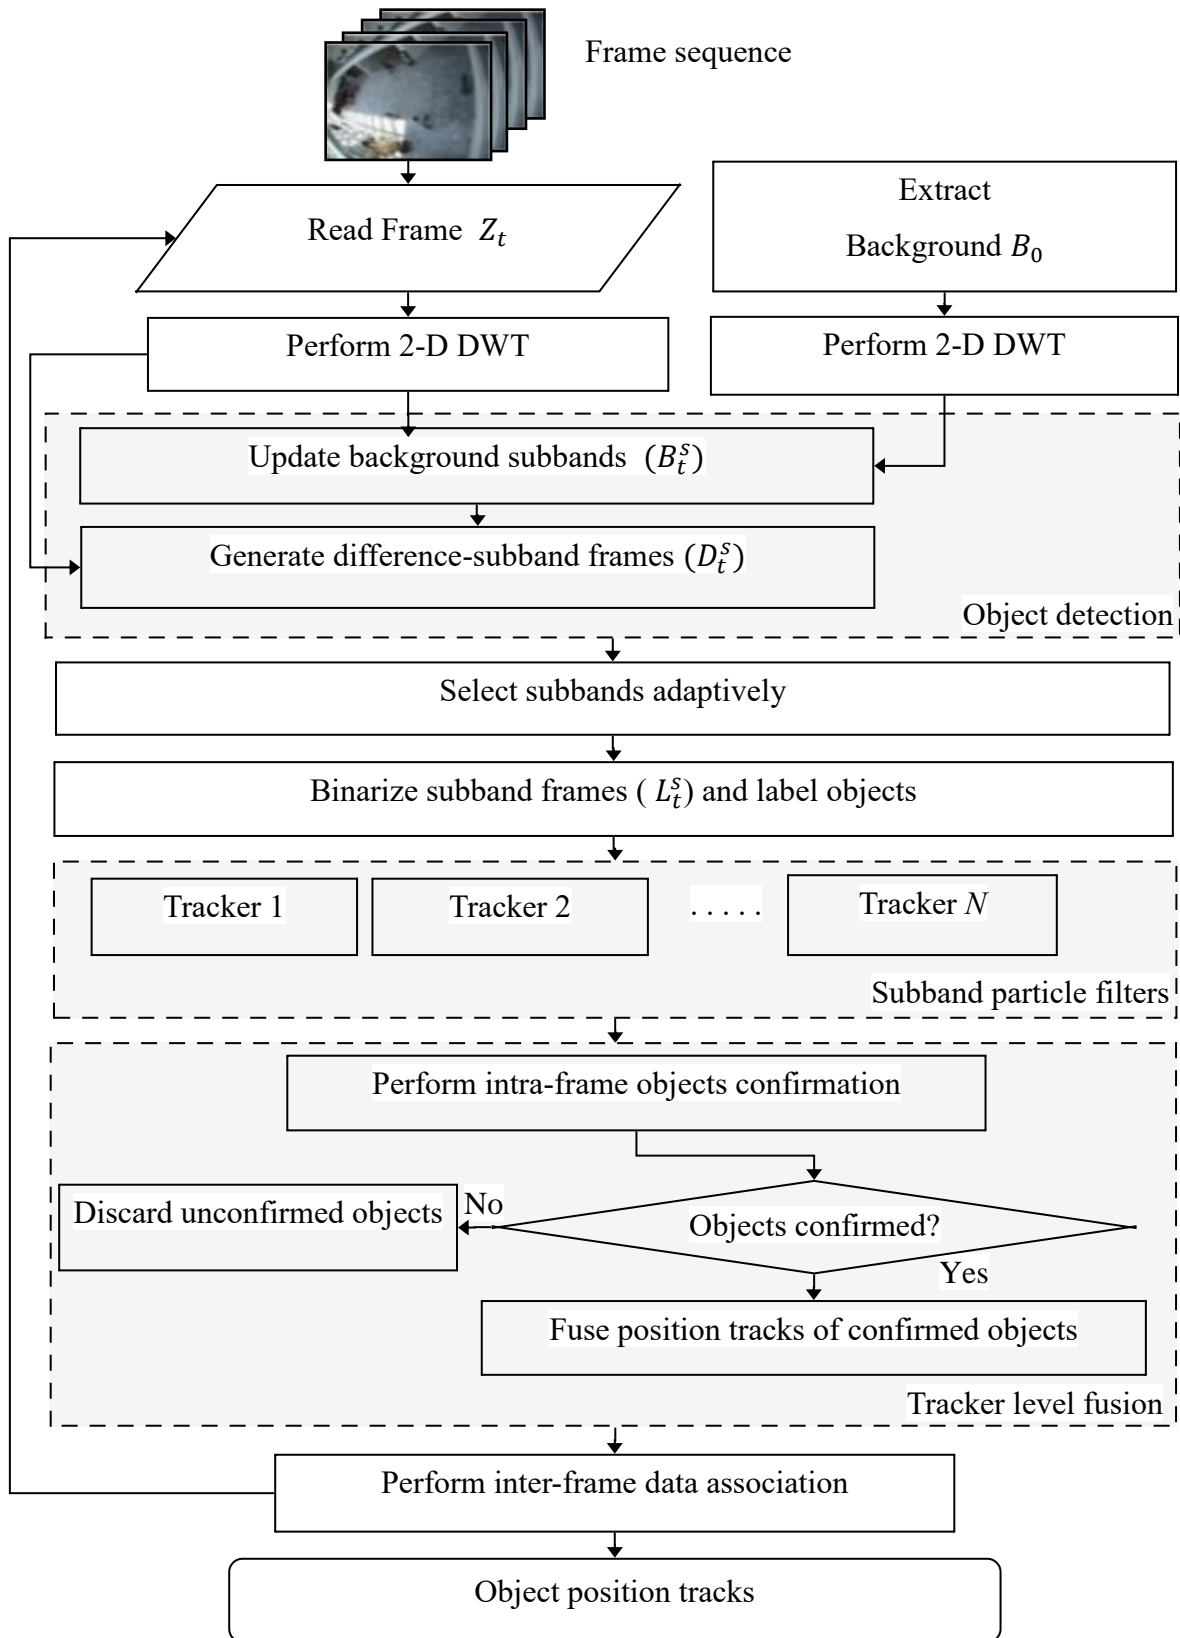 Frame sequence
Read Frame Z_t
Extract
Background B_0
Perform 2-D DWT
Perform 2-D DWT
Update background subbands (B_t^s)
Generate difference-subband frames (D_t^s)
Object detection
Select subbands adaptively
Binarize subband frames ( L_t^s) and label objects
Tracker 1
Tracker 2
. . . . .
Tracker N
Subband particle filters
Perform intra-frame objects confirmation
No
Discard unconfirmed objects
Objects confirmed?
Yes
Fuse position tracks of confirmed objects
Tracker level fusion
Perform inter-frame data association
Object position tracks